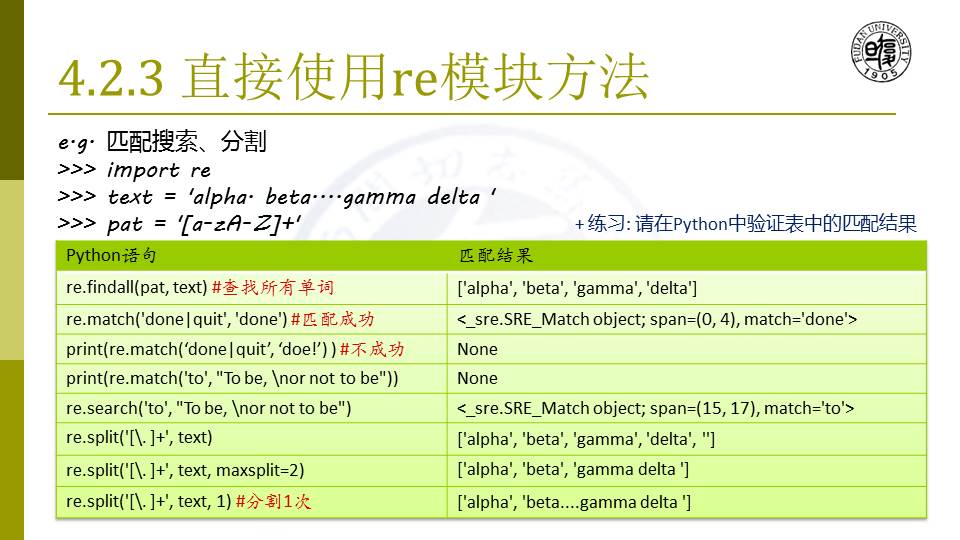 4.2.3 直接使用re模块方法
FUDAN UNIVERSITY
1905
e.g. 匹配搜索、分割
>>> import re
>>> text = 'alpha. beta....gamma delta '
>>> pat = '[a-zA-Z]+'
+ 练习: 请在Python中验证表中的匹配结果
Python语句 匹配结果
re.findall(pat, text) #查找所有单词 ['alpha', 'beta', 'gamma', 'delta']
re.match('done|quit', 'done') #匹配成功 <_sre.SRE_Match object; span=(0, 4), match='done'>
print(re.match(‘done|quit’, ‘doe!’) ) #不成功 None
print(re.match('to', "To be, \nor not to be")) None
re.search('to', "To be, \nor not to be") <_sre.SRE_Match object; span=(15, 17), match='to'>
re.split('[\. ]+', text) ['alpha', 'beta', 'gamma', 'delta', '']
re.split('[\. ]+', text, maxsplit=2) ['alpha', 'beta', 'gamma delta ']
re.split('[\. ]+', text, 1) #分割1次 ['alpha', 'beta....gamma delta ']